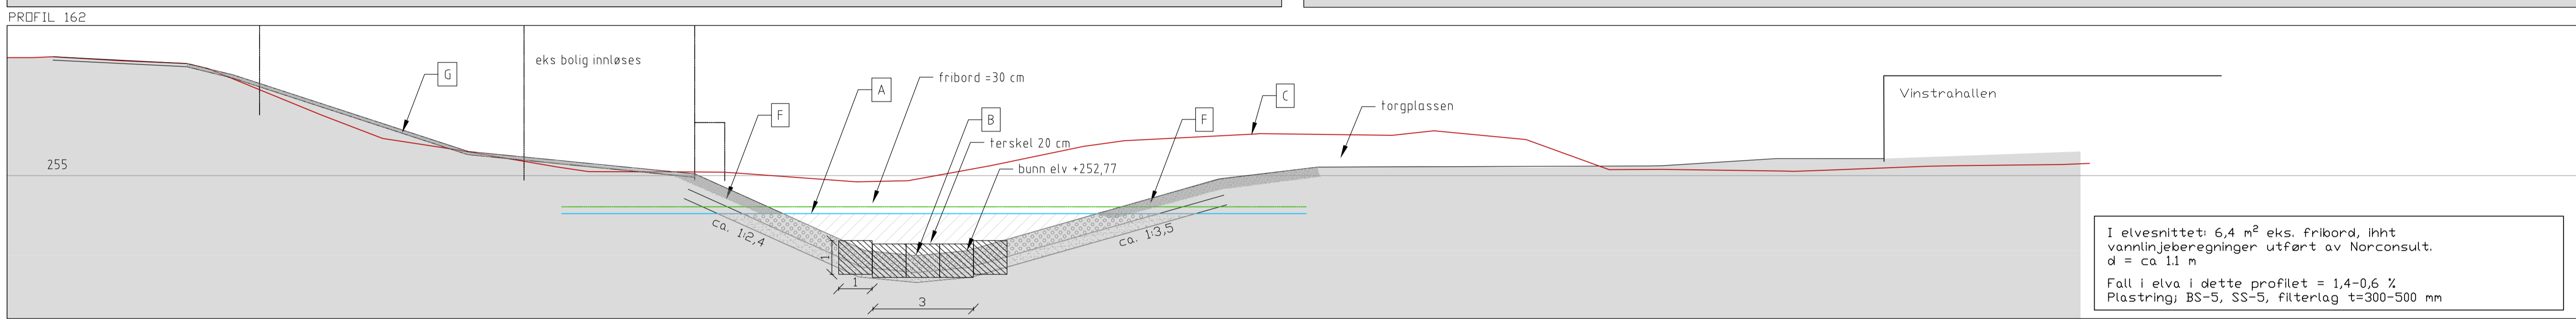 PROFIL 162
eks bolig innløses
G
F
A
fribord =30 cm
B
terskel 20 cm
bunn elv +252,77
F
C
torgplassen
Vinstrahallen
255
ca. 1:2,4
ca. 1:3,5
1
1
3
I elvesnittet: 6,4 m² eks. fribord, ihht
vannlinjeberegninger utført av Norconsult.
d = ca 1.1 m
Fall i elva i dette profilet = 1,4-0,6 %
Plastring; BS-5, SS-5, filterlag t=300-500 mm